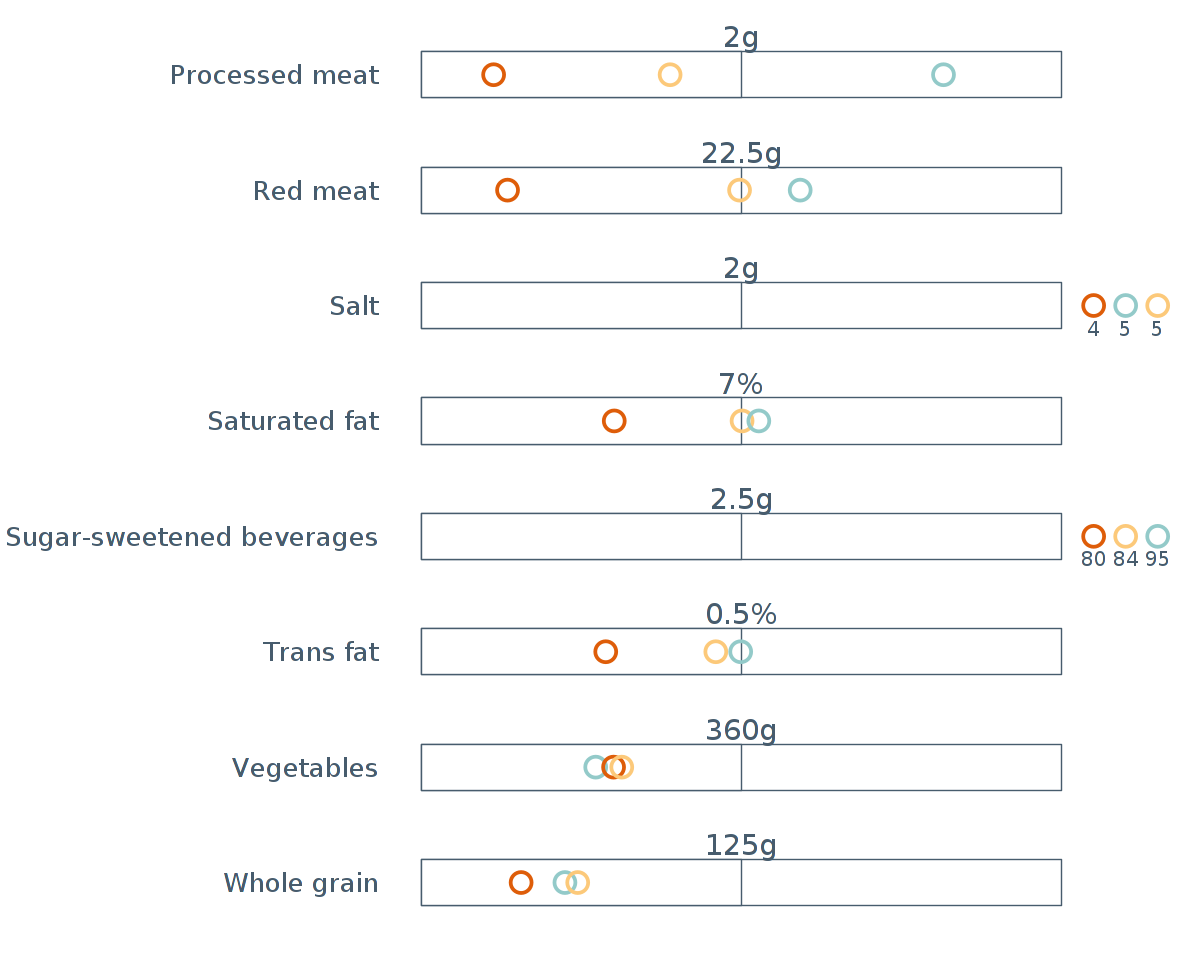 2g
Processed meat
22.5g
Red meat
2g
Salt
4 5 5
7%
Saturated fat
2.5g
Sugar-sweetened beverages
80 84 95
0.5%
Trans fat
360g
Vegetables
125g
Whole grain